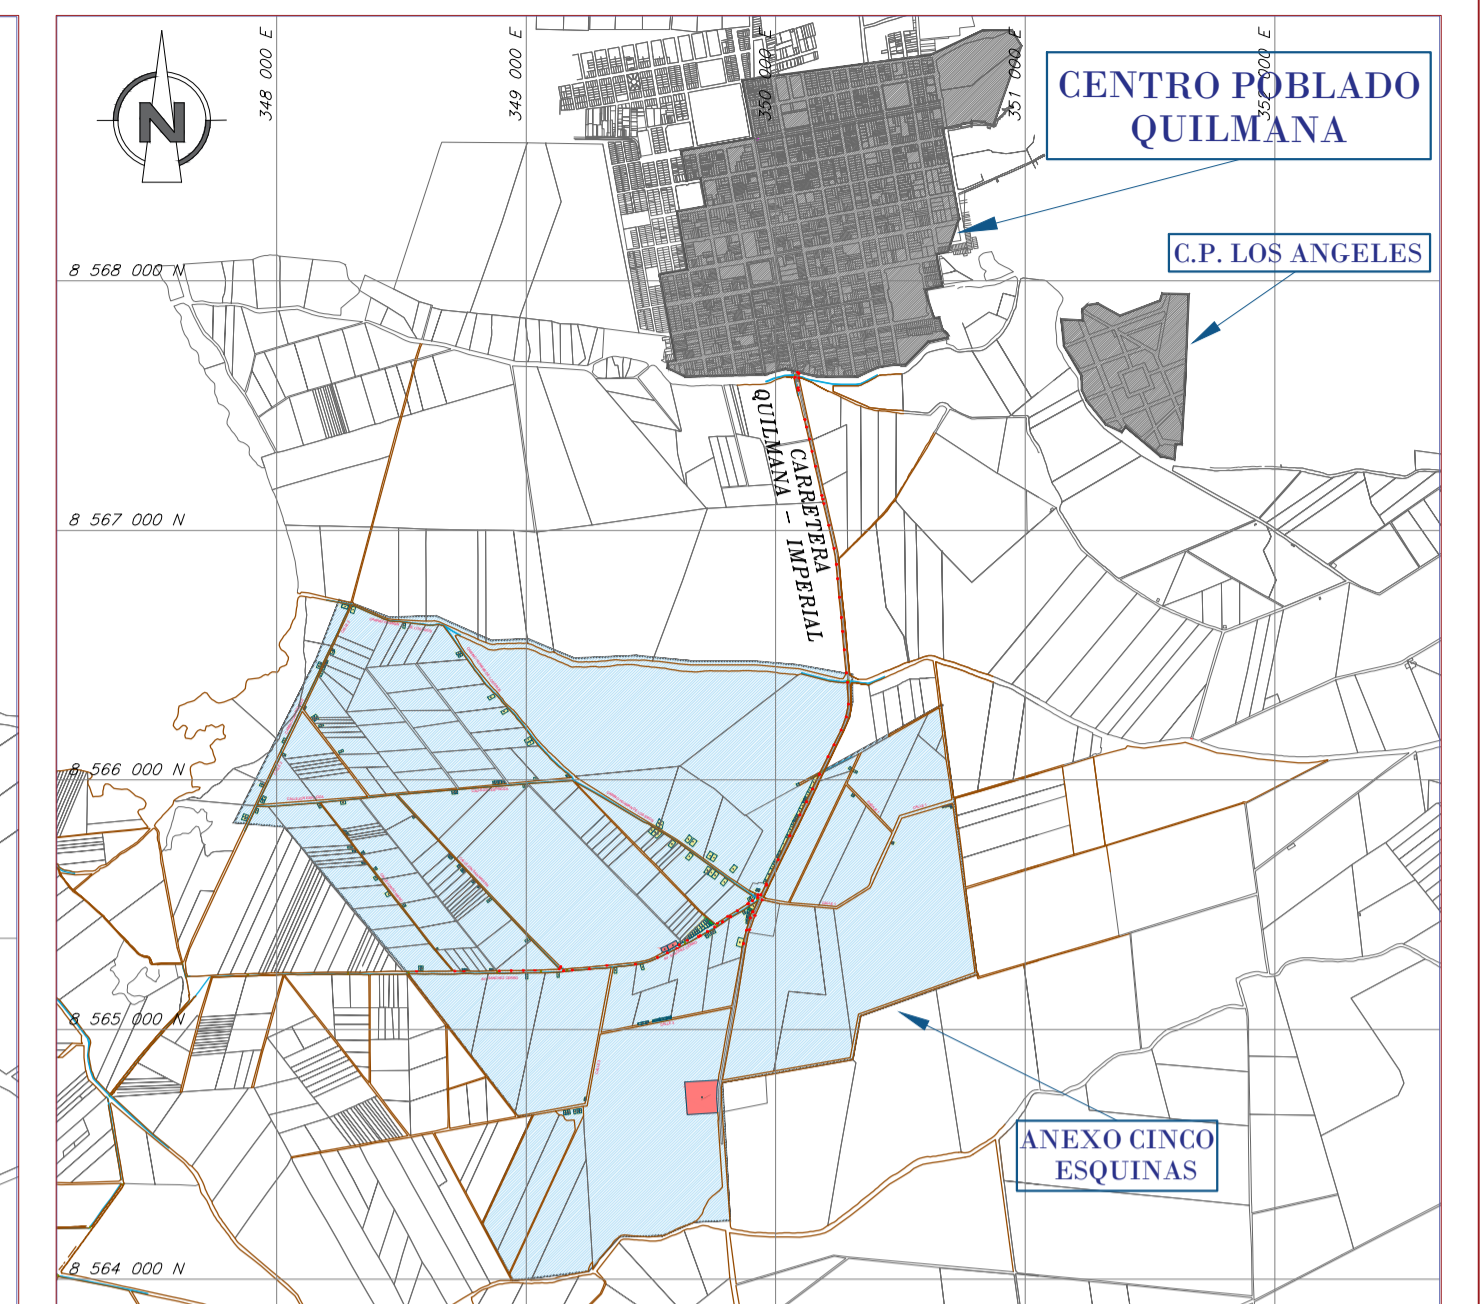 348 000 E
349 000 E
350 000 E
351 000 E
352 000 E
N
CENTRO POBLADO
QUILMANA
C.P. LOS ANGELES
8 568 000 N
CARRETERA
QUILMANA - IMPERIAL
8 567 000 N
8 566 000 N
8 565 000 N
ANEXO CINCO
ESQUINAS
8 564 000 N